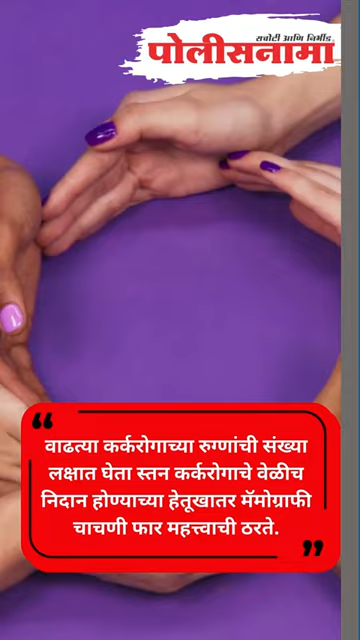 सचोटी आणि निर्भीड
पोलीसनामा
वाढत्या कर्करोगाच्या रुग्णांची संख्या
लक्षात घेता स्तन कर्करोगाचे वेळीच
निदान होण्याच्या हेतूखातर मॅमोग्राफी
चाचणी फार महत्त्वाची ठरते.